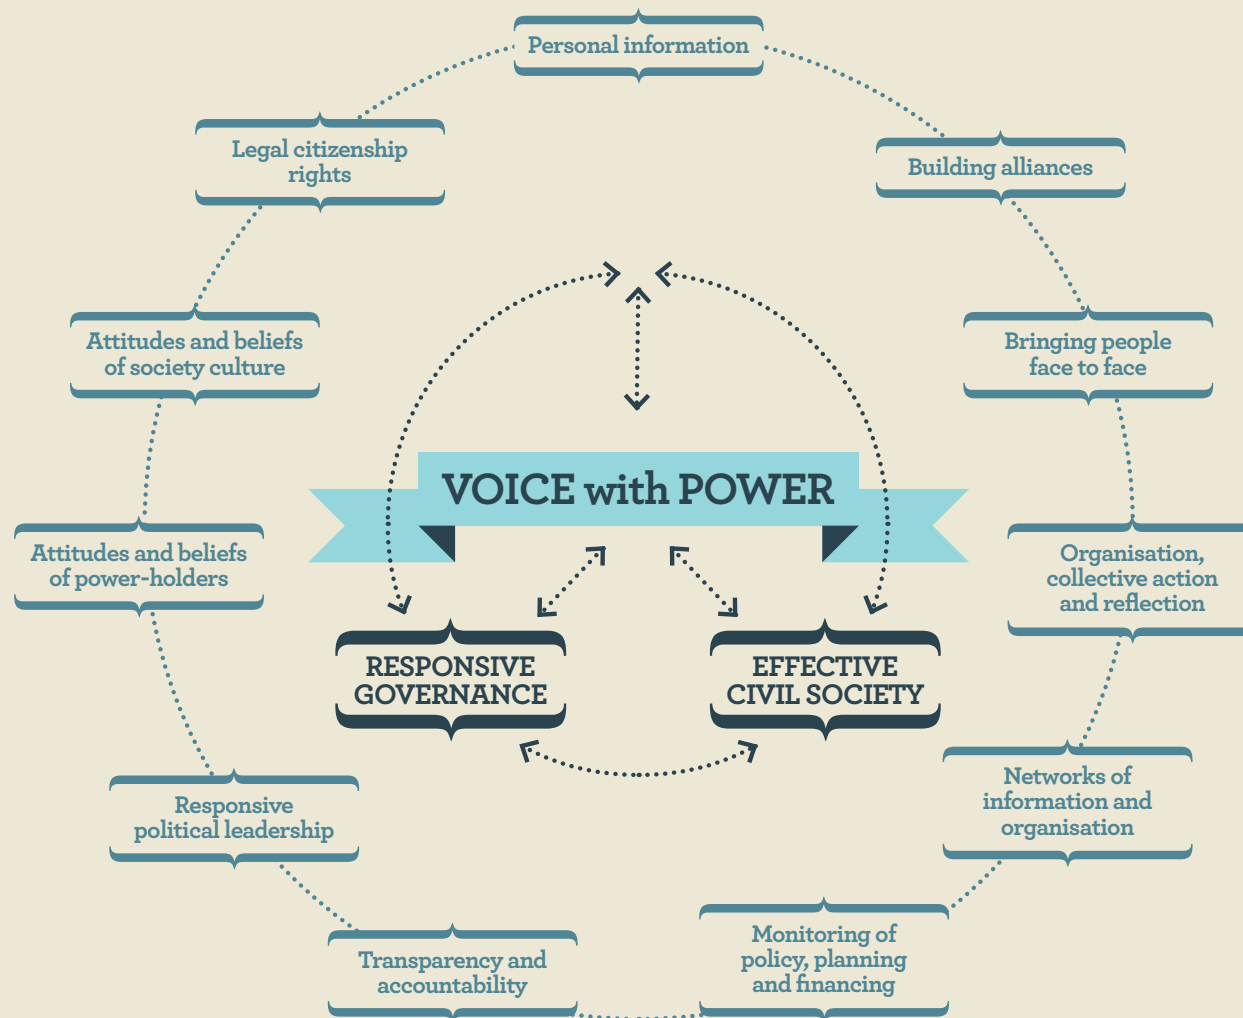 Personal information
Legal citizenship
rights
Building alliances
Attitudes and beliefs
of society culture
Bringing people
face to face
VOICE with POWER
Attitudes and beliefs
of power-holders
Organisation,
collective action
and reflection
RESPONSIVE
GOVERNANCE
EFFECTIVE
CIVIL SOCIETY
Responsive
political leadership
Networks of
information and
organisation
Transparency and
accountability
Monitoring of
policy, planning
and financing